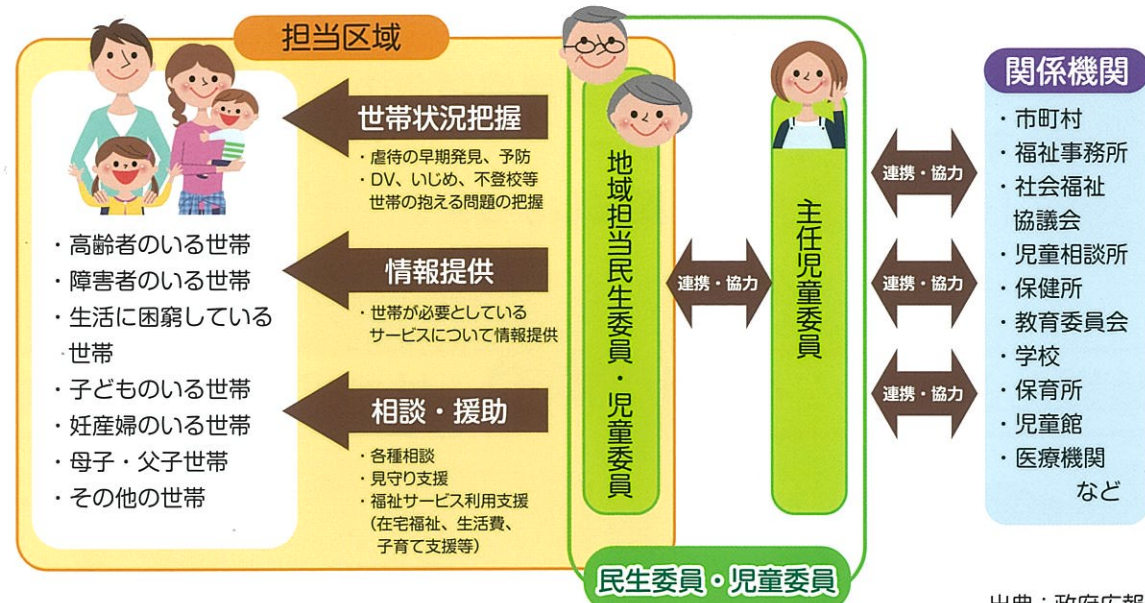 担当区域
・高齢者のいる世帯
・障害者のいる世帯
・生活に困窮している
世帯
・子どものいる世帯
・妊産婦のいる世帯
・母子・父子世帯
・その他の世帯
世帯状況把握
・虐待の早期発見、予防
・DV、いじめ、不登校等
世帯の抱える問題の把握
情報提供
・世帯が必要としている
サービスについて情報提供
相談・援助
・各種相談
・見守り支援
・福祉サービス利用支援
(在宅福祉、生活費、
子育て支援等)
地域担当民生委員・児童委員
連携・協力
主任児童委員
民生委員・児童委員
連携・協力
連携・協力
連携・協力
関係機関
・市町村
・福祉事務所
・社会福祉
協議会
・児童相談所
・保健所
・教育委員会
・学校
・保育所
・児童館
・医療機関
など
出典：政府広報